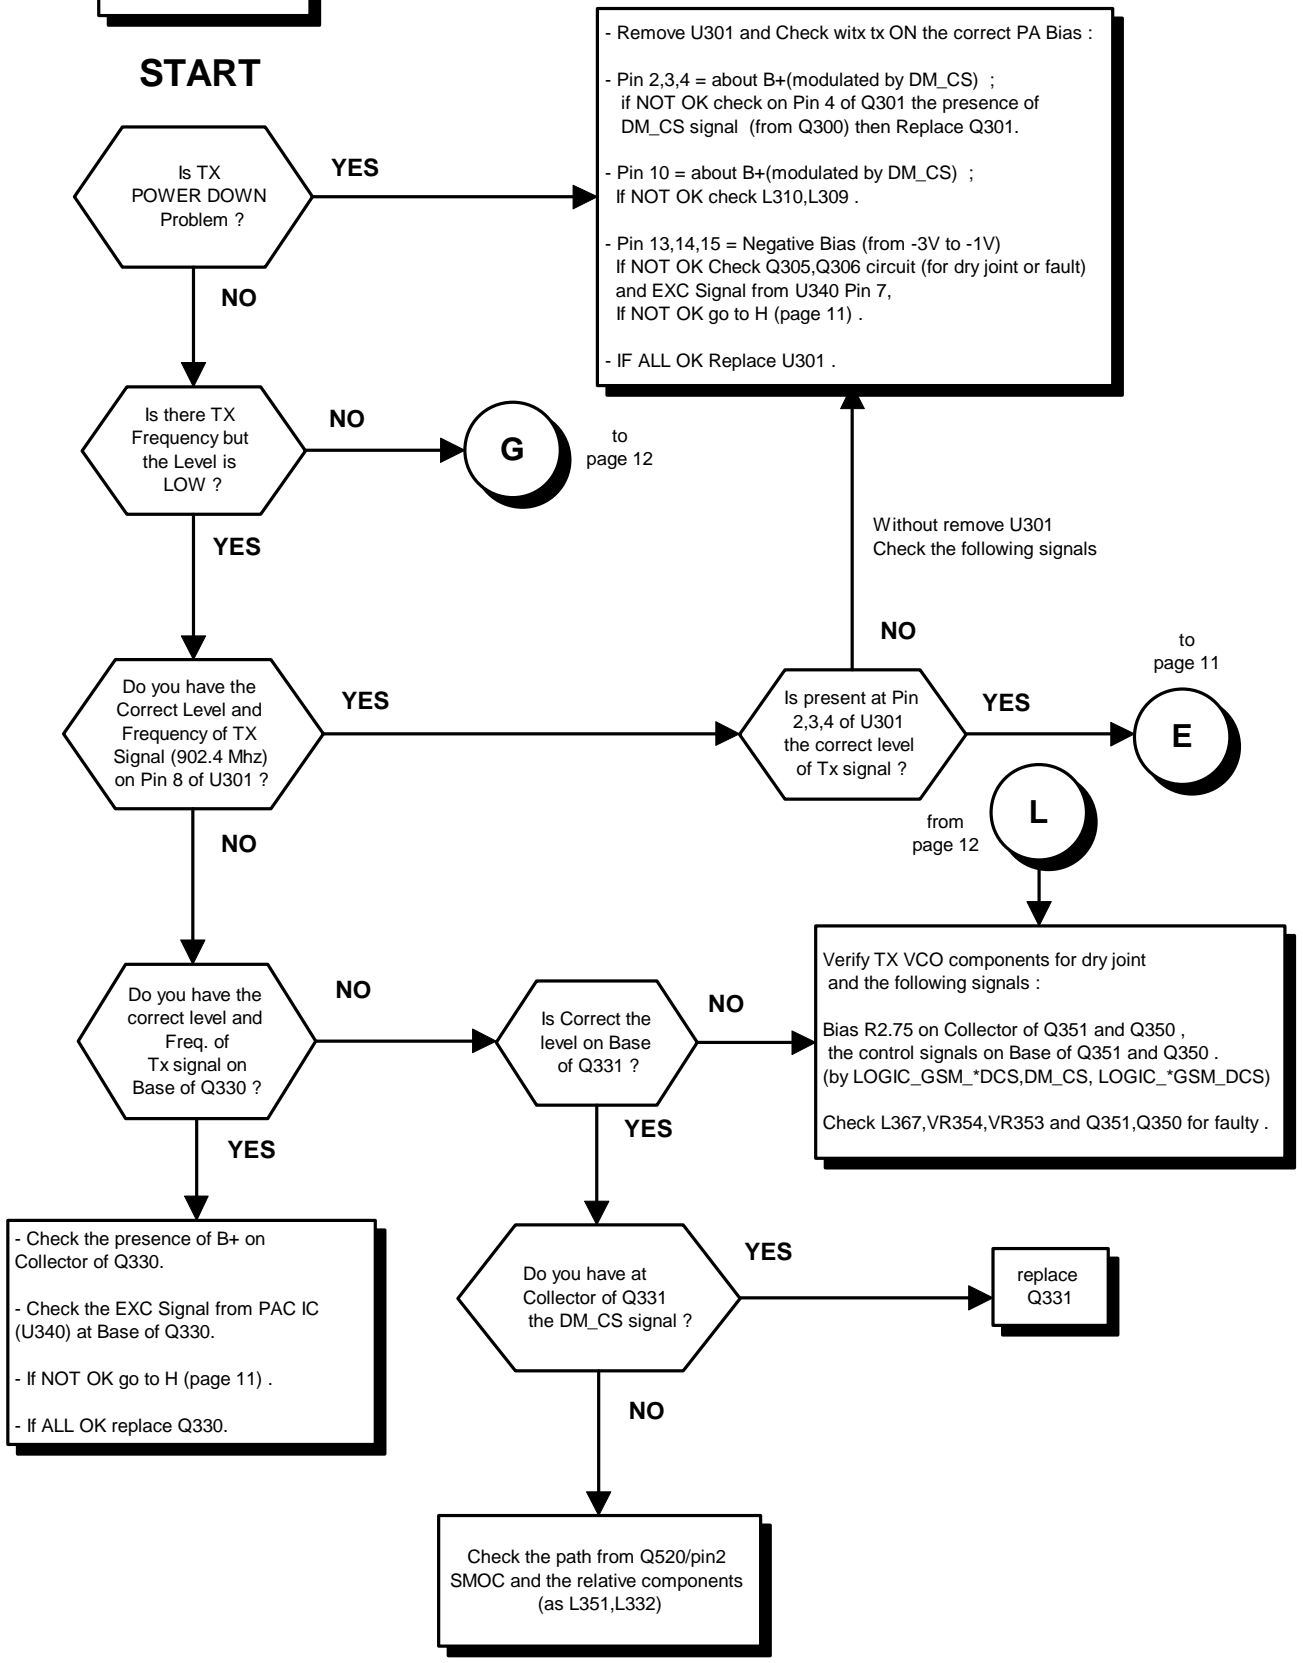 START
Is TX
POWER DOWN
Problem ?
YES
NO
- Remove U301 and Check witx tx ON the correct PA Bias :
- Pin 2,3,4 = about B+(modulated by DM_CS) ;
if NOT OK check on Pin 4 of Q301 the presence of
DM_CS signal (from Q300) then Replace Q301.
- Pin 10 = about B+(modulated by DM_CS) ;
If NOT OK check L310,L309 .
- Pin 13,14,15 = Negative Bias (from -3V to -1V)
If NOT OK Check Q305,Q306 circuit (for dry joint or fault)
and EXC Signal from U340 Pin 7,
If NOT OK go to H (page 11) .
- IF ALL OK Replace U301 .
Is there TX
Frequency but
the Level is
LOW ?
NO
G
to
page 12
YES
Without remove U301
Check the following signals
NO
Do you have the
Correct Level and
Frequency of TX
Signal (902.4 Mhz)
on Pin 8 of U301 ?
YES
Is present at Pin
2,3,4 of U301
the correct level
of Tx signal ?
YES
to
page 11
E
NO
from
page 12
L
Do you have the
correct level and
Freq. of
Tx signal on
Base of Q330 ?
NO
Is Correct the
level on Base
of Q331 ?
NO
Verify TX VCO components for dry joint
and the following signals :
Bias R2.75 on Collector of Q351 and Q350 ,
the control signals on Base of Q351 and Q350 .
(by LOGIC_GSM_*DCS,DM_CS, LOGIC_*GSM_DCS)
Check L367,VR354,VR353 and Q351,Q350 for faulty .
YES
YES
- Check the presence of B+ on
Collector of Q330.
- Check the EXC Signal from PAC IC
(U340) at Base of Q330.
- If NOT OK go to H (page 11) .
- If ALL OK replace Q330.
Do you have at
Collector of Q331
the DM_CS signal ?
YES
replace
Q331
NO
Check the path from Q520/pin2
SMOC and the relative components
(as L351,L332)